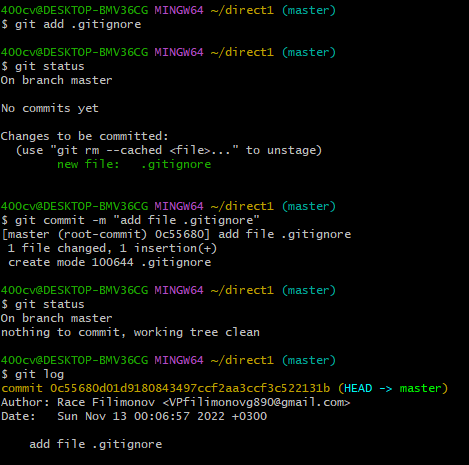 400cv@DESKTOP-BMV36CG MINGW64 ~/direct1 (master)
$ git add .gitignore
400cv@DESKTOP-BMV36CG MINGW64 ~/direct1 (master)
$ git status
On branch master
No commits yet
Changes to be committed:
(use "git rm --cached <file>..." to unstage)
new file:   .gitignore
400cv@DESKTOP-BMV36CG MINGW64 ~/direct1 (master)
$ git commit -m "add file .gitignore"
[master (root-commit) 0c55680] add file .gitignore
1 file changed, 1 insertion(+)
create mode 100644 .gitignore
400cv@DESKTOP-BMV36CG MINGW64 ~/direct1 (master)
$ git status
On branch master
nothing to commit, working tree clean
400cv@DESKTOP-BMV36CG MINGW64 ~/direct1 (master)
$ git log
commit 0c55680d01d9180843497ccf2aa3ccf3c522131b (HEAD -> master)
Author: Race Filimonov <VPfilimonovg890@gmail.com>
Date:   Sun Nov 13 00:06:57 2022 +0300
add file .gitignore